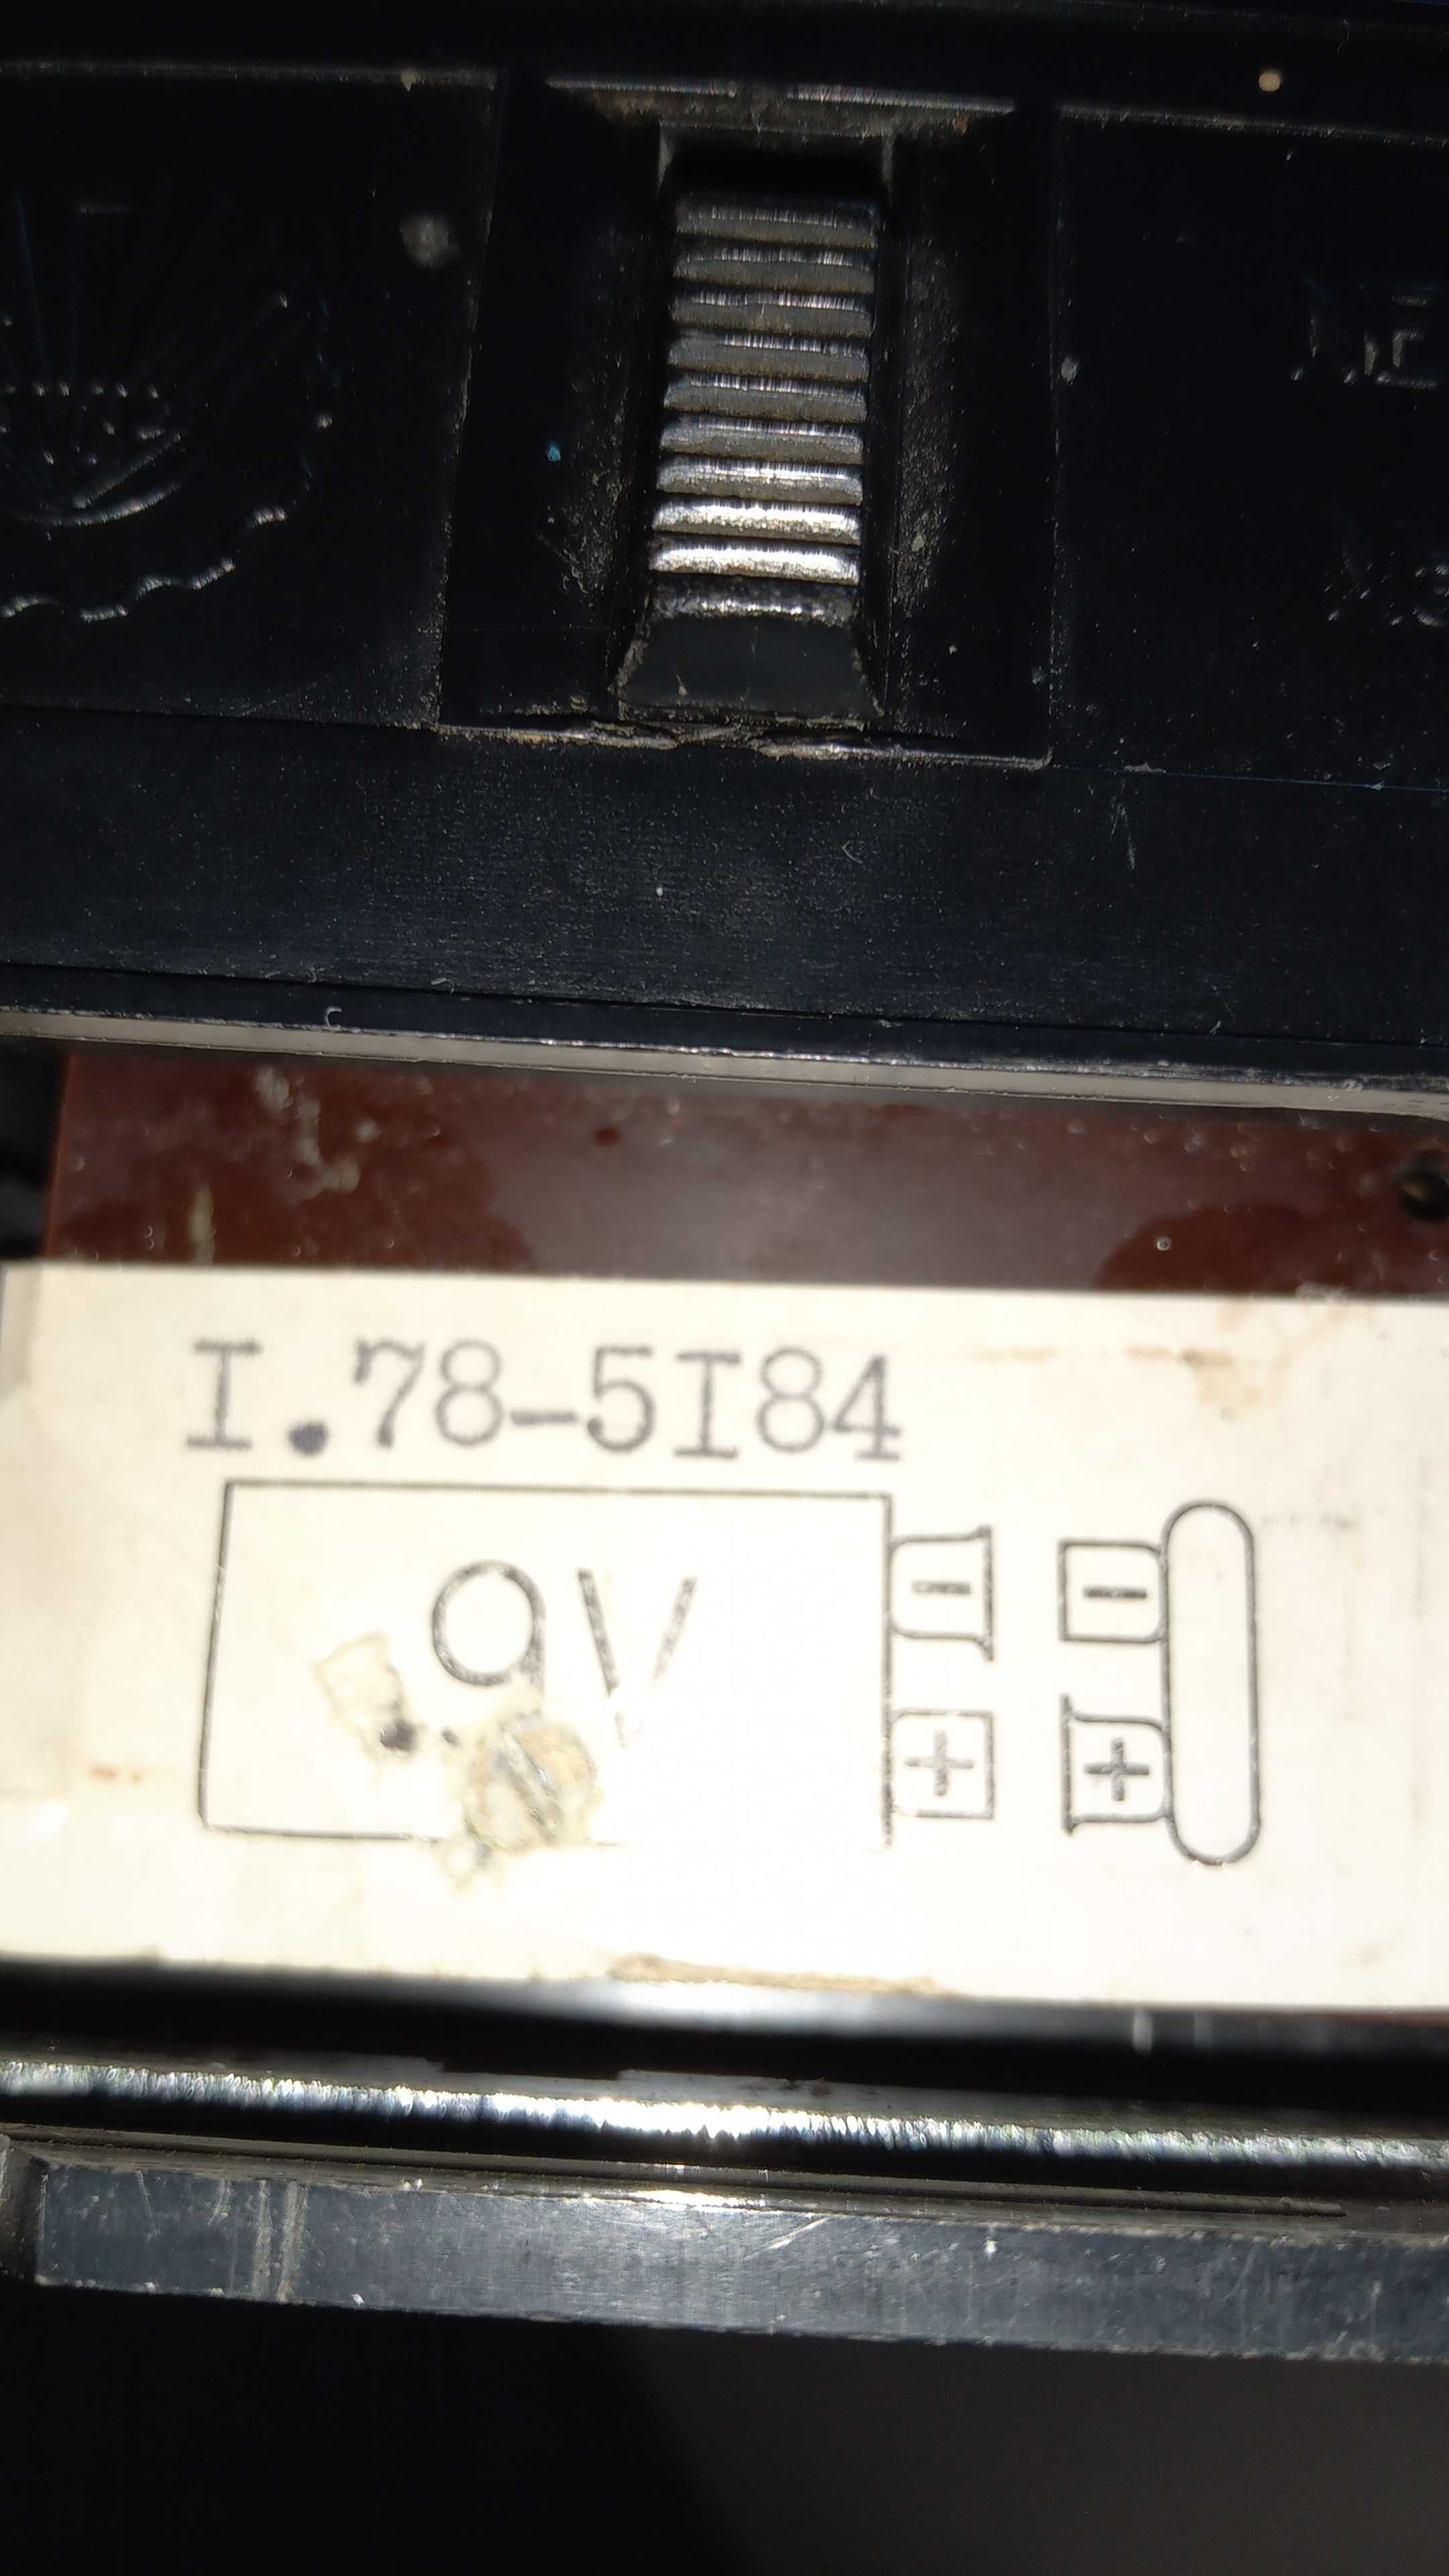 I.78-5I84
9V
- -
+ +